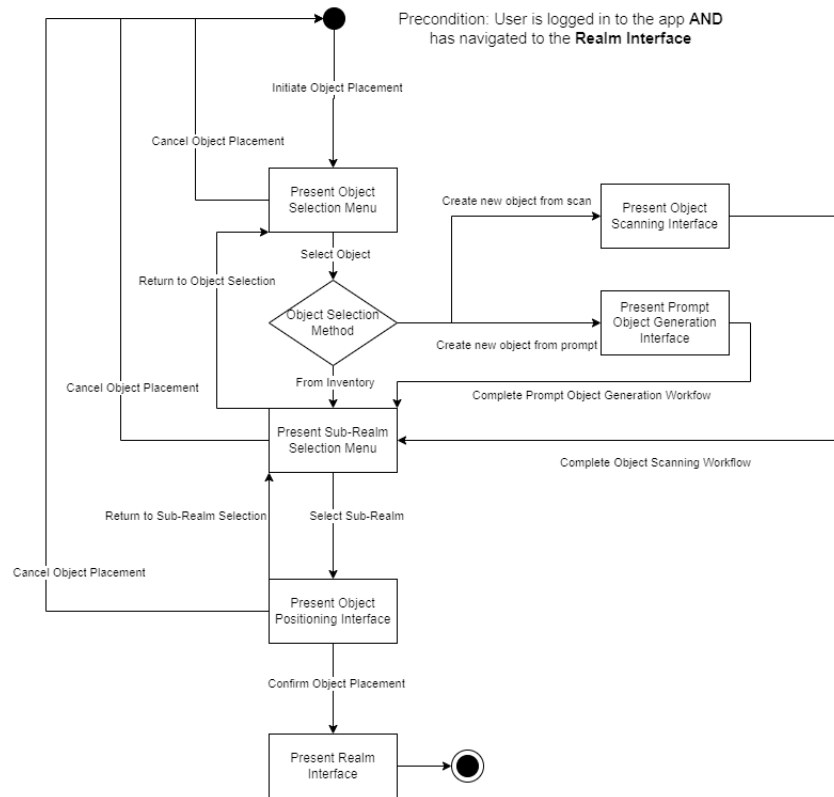 Precondition: User is logged in to the app AND
has navigated to the Realm Interface
Initiate Object Placement
Cancel Object Placement
Present Object
Selection Menu
Create new object from scan
Present Object
Scanning Interface
Select Object
Return to Object Selection
Object Selection
Method
Present Prompt
Object Generation
Interface
Create new object from prompt
From Inventory
Cancel Object Placement
Complete Prompt Object Generation Workfow
Present Sub-Realm
Selection Menu
Complete Object Scanning Workflow
Return to Sub-Realm Selection
Select Sub-Realm
Cancel Object Placement
Present Object
Positioning Interface
Confirm Object Placement
Present Realm
Interface